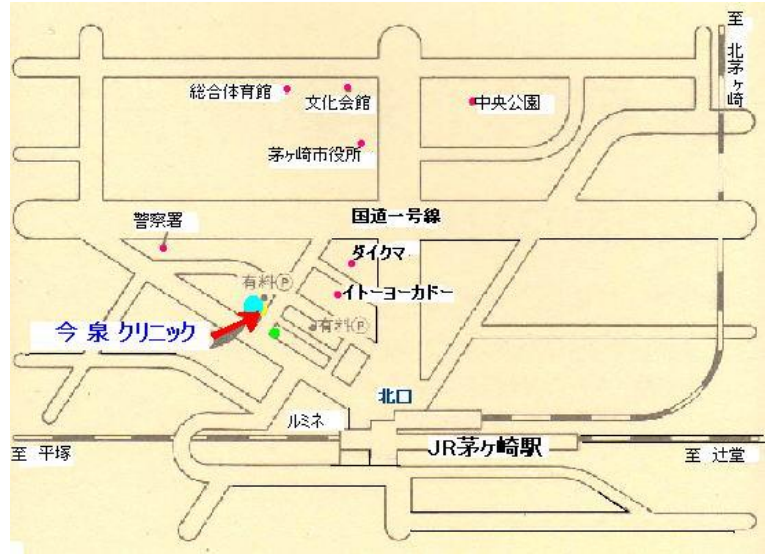 至
北茅ヶ崎
総合体育館
文化会館
中央公園
茅ヶ崎市役所
国道一号線
警察署
ダイクマ
有料Ⓟ
イトーヨーカドー
今泉クリニック
有料Ⓟ
北口
ルミネ
JR茅ヶ崎駅
至 平塚
至 辻堂